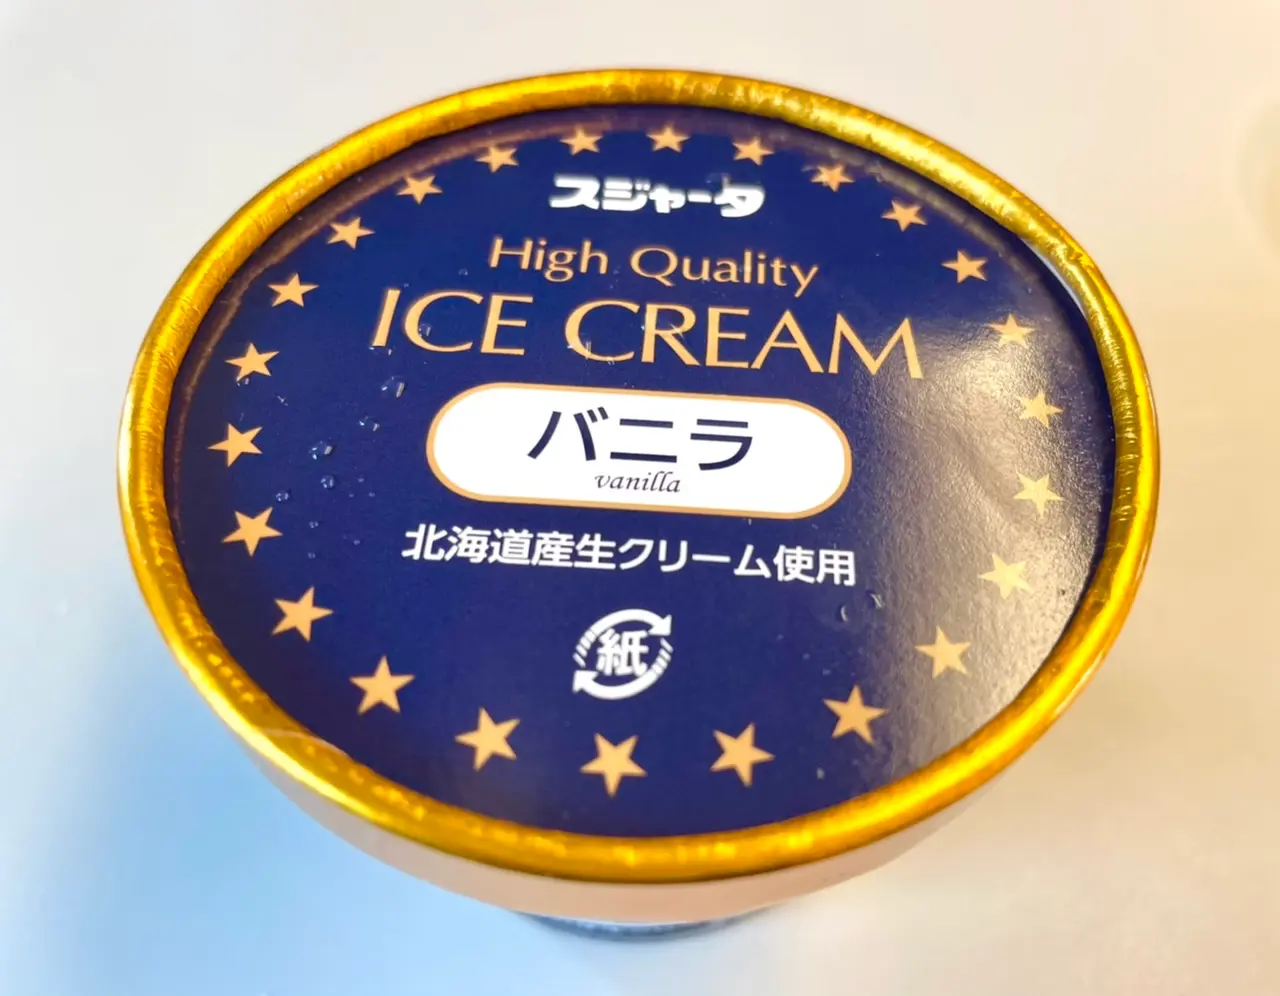 スジャータ
High Quality
ICE CREAM
バニラ
vanilla
北海道産生クリーム使用
紙